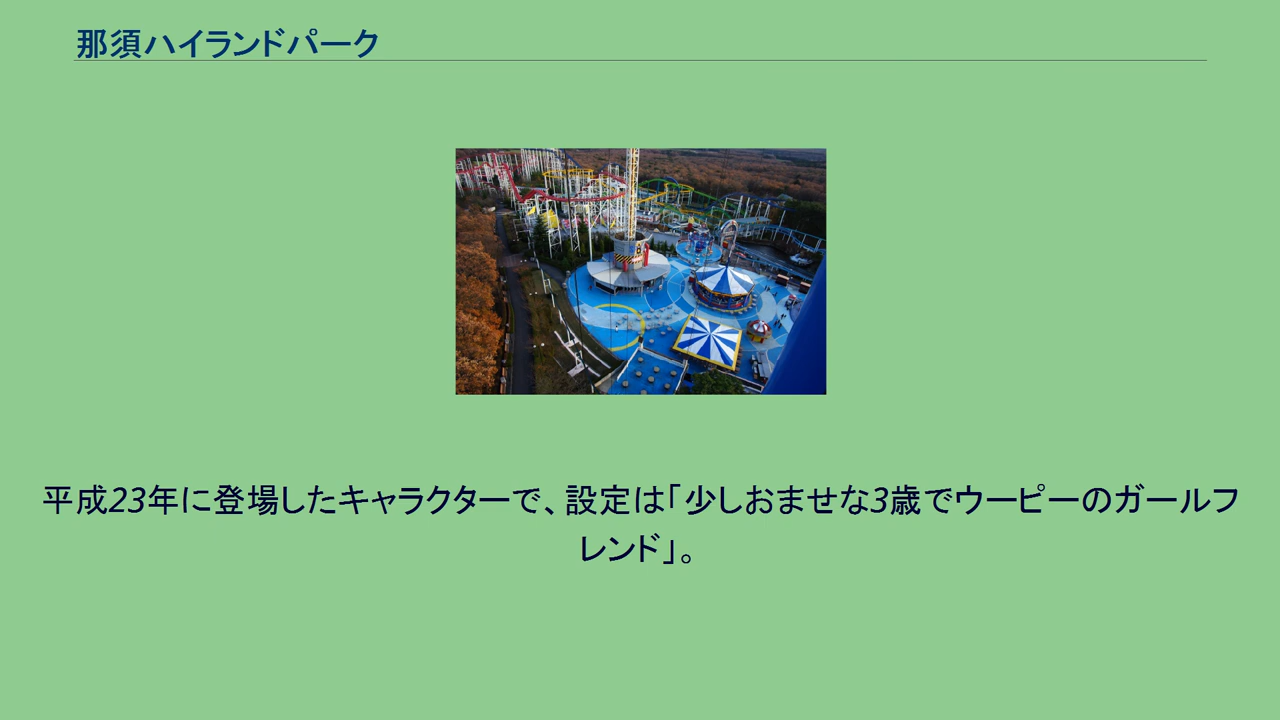 那須ハイランドパーク
平成23年に登場したキャラクターで、設定は「少しおませな3歳でウーピーのガールフ
レンド」。